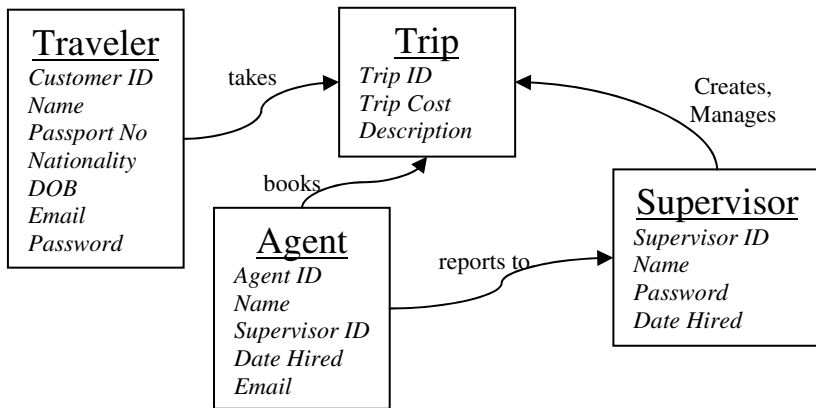 Traveler
Customer ID
Name
Passport No
Nationality
DOB
Email
Password
takes
Trip
Trip ID
Trip Cost
Description
Creates,
Manages
books
Agent
Agent ID
Name
Supervisor ID
Date Hired
Email
reports to
Supervisor
Supervisor ID
Name
Password
Date Hired